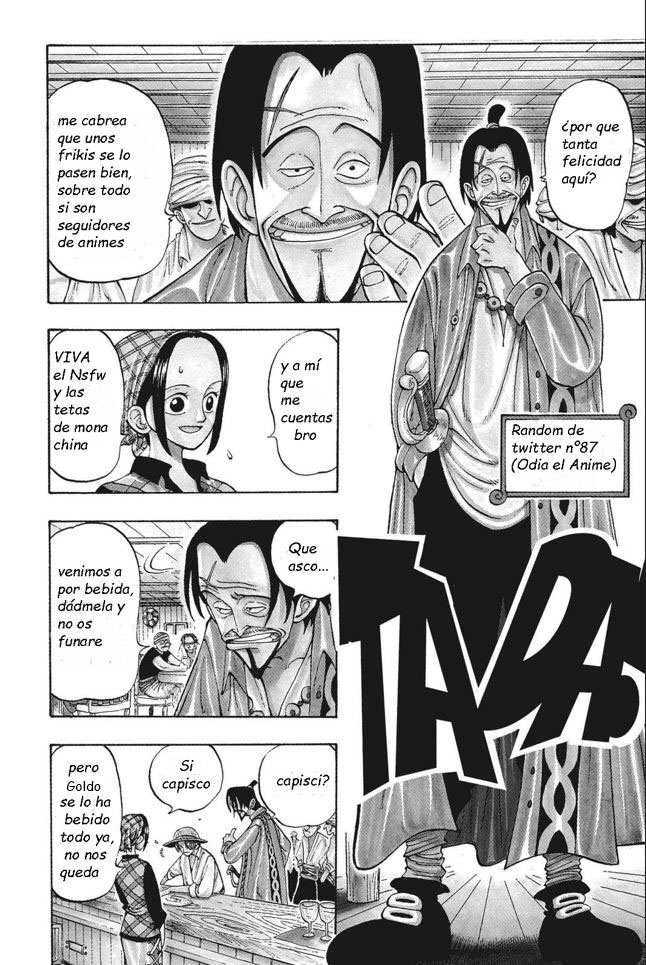 ¿por que
tanta
felicidad
aquí?
me cabrea
que unos
frikis se lo
pasen bien,
sobre todo
si son
seguidores
de animes
Random de
twitter n°87
(Odia el Anime)
TADA
y a mí
que
me
cuentas
bro
VIVA
el Nsfw
y las
tetas
de mona
china
Que
asco...
venimos a
por bebida,
dádmela y
no os
funare
capisci?
Si
capisco
pero
Goldo
se lo ha
bebido
todo ya,
no nos
queda